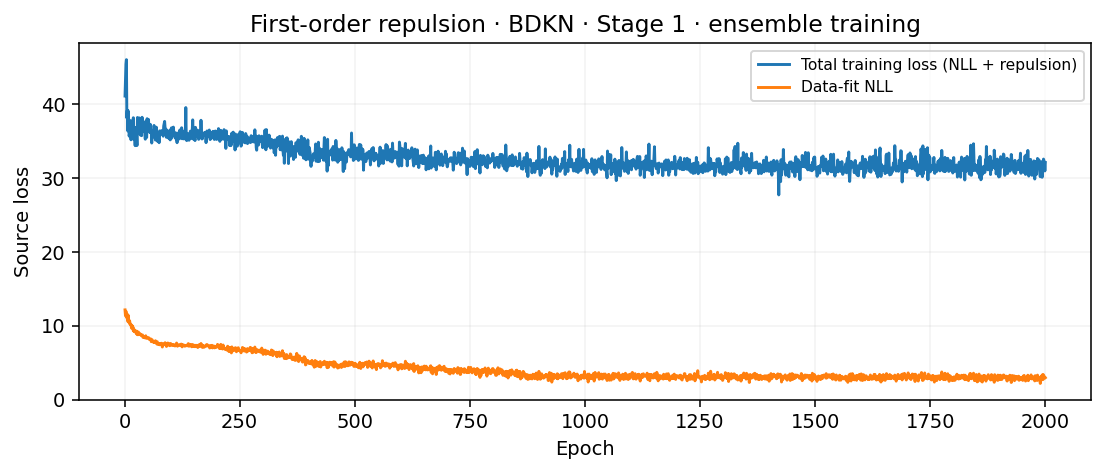 First-order repulsion · BDKN · Stage 1 · ensemble training
Total training loss (NLL + repulsion)
Data-fit NLL
Source loss
40
30
20
10
0
0 250 500 750 1000 1250 1500 1750 2000
Epoch